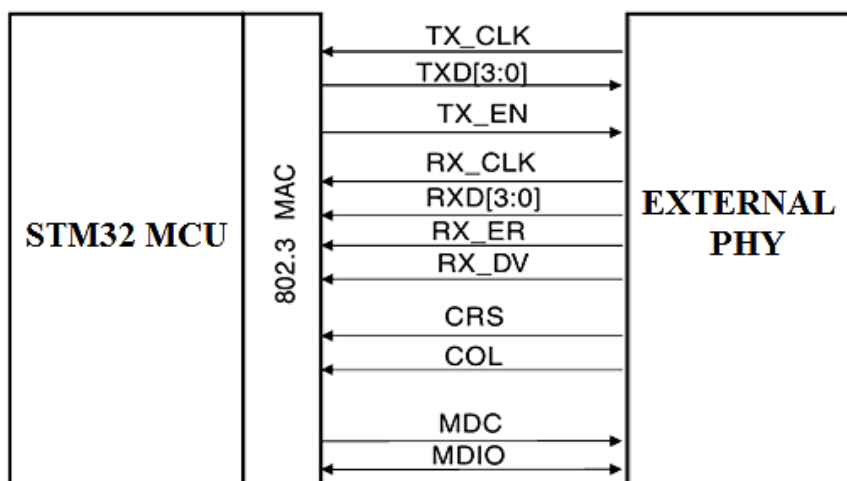 TX_CLK
TXD[3:0]
TX_EN
RX_CLK
RXD[3:0]
RX_ER
RX_DV
CRS
COL
MDC
MDIO
STM32 MCU
802.3 MAC
EXTERNAL
PHY